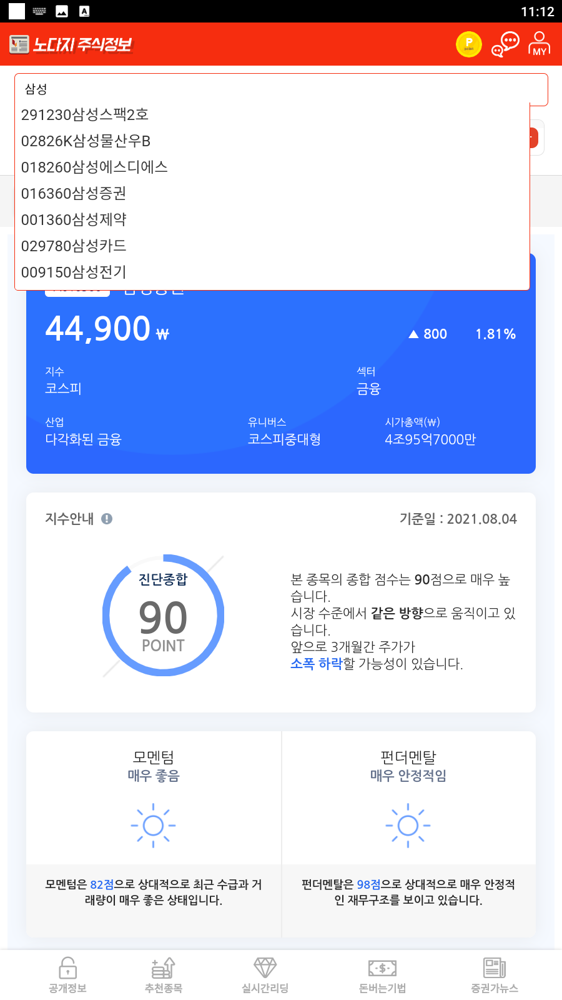 11:12
노다지 주식정보
P
point
MY
삼성
291230삼성스팩2호
02826K삼성물산우B
018260삼성에스디에스
016360삼성증권
001360삼성제약
029780삼성카드
009150삼성전기
44,900 ₩
▲ 800 1.81%
지수
코스피
섹터
금융
산업
다각화된 금융
유니버스
코스피중대형
시가총액(₩)
4조95억7000만
지수안내
기준일 : 2021.08.04
진단종합
90
POINT
본 종목의 종합 점수는 90점으로 매우 높
습니다.
시장 수준에서 같은 방향으로 움직이고 있
습니다.
앞으로 3개월간 주가가
소폭 하락할 가능성이 있습니다.
모멘텀
매우 좋음
모멘텀은 82점으로 상대적으로 최근 수급과 거
래량이 매우 좋은 상태입니다.
펀더멘탈
매우 안정적임
펀더멘탈은 98점으로 상대적으로 매우 안정적
인 재무구조를 보이고 있습니다.
공개정보
추천종목
실시간리딩
돈버는기법
증권가뉴스